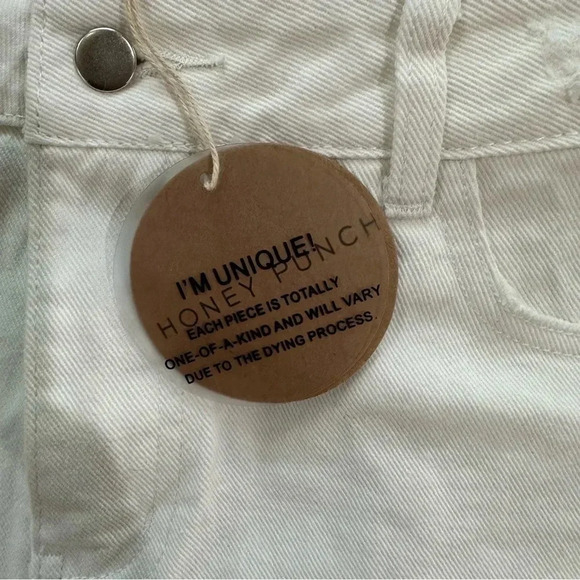 I'M UNIQUE!
HONEY PUNCH
EACH PIECE IS TOTALLY
ONE-OF-A-KIND AND WILL VARY
DUE TO THE DYING PROCESS.